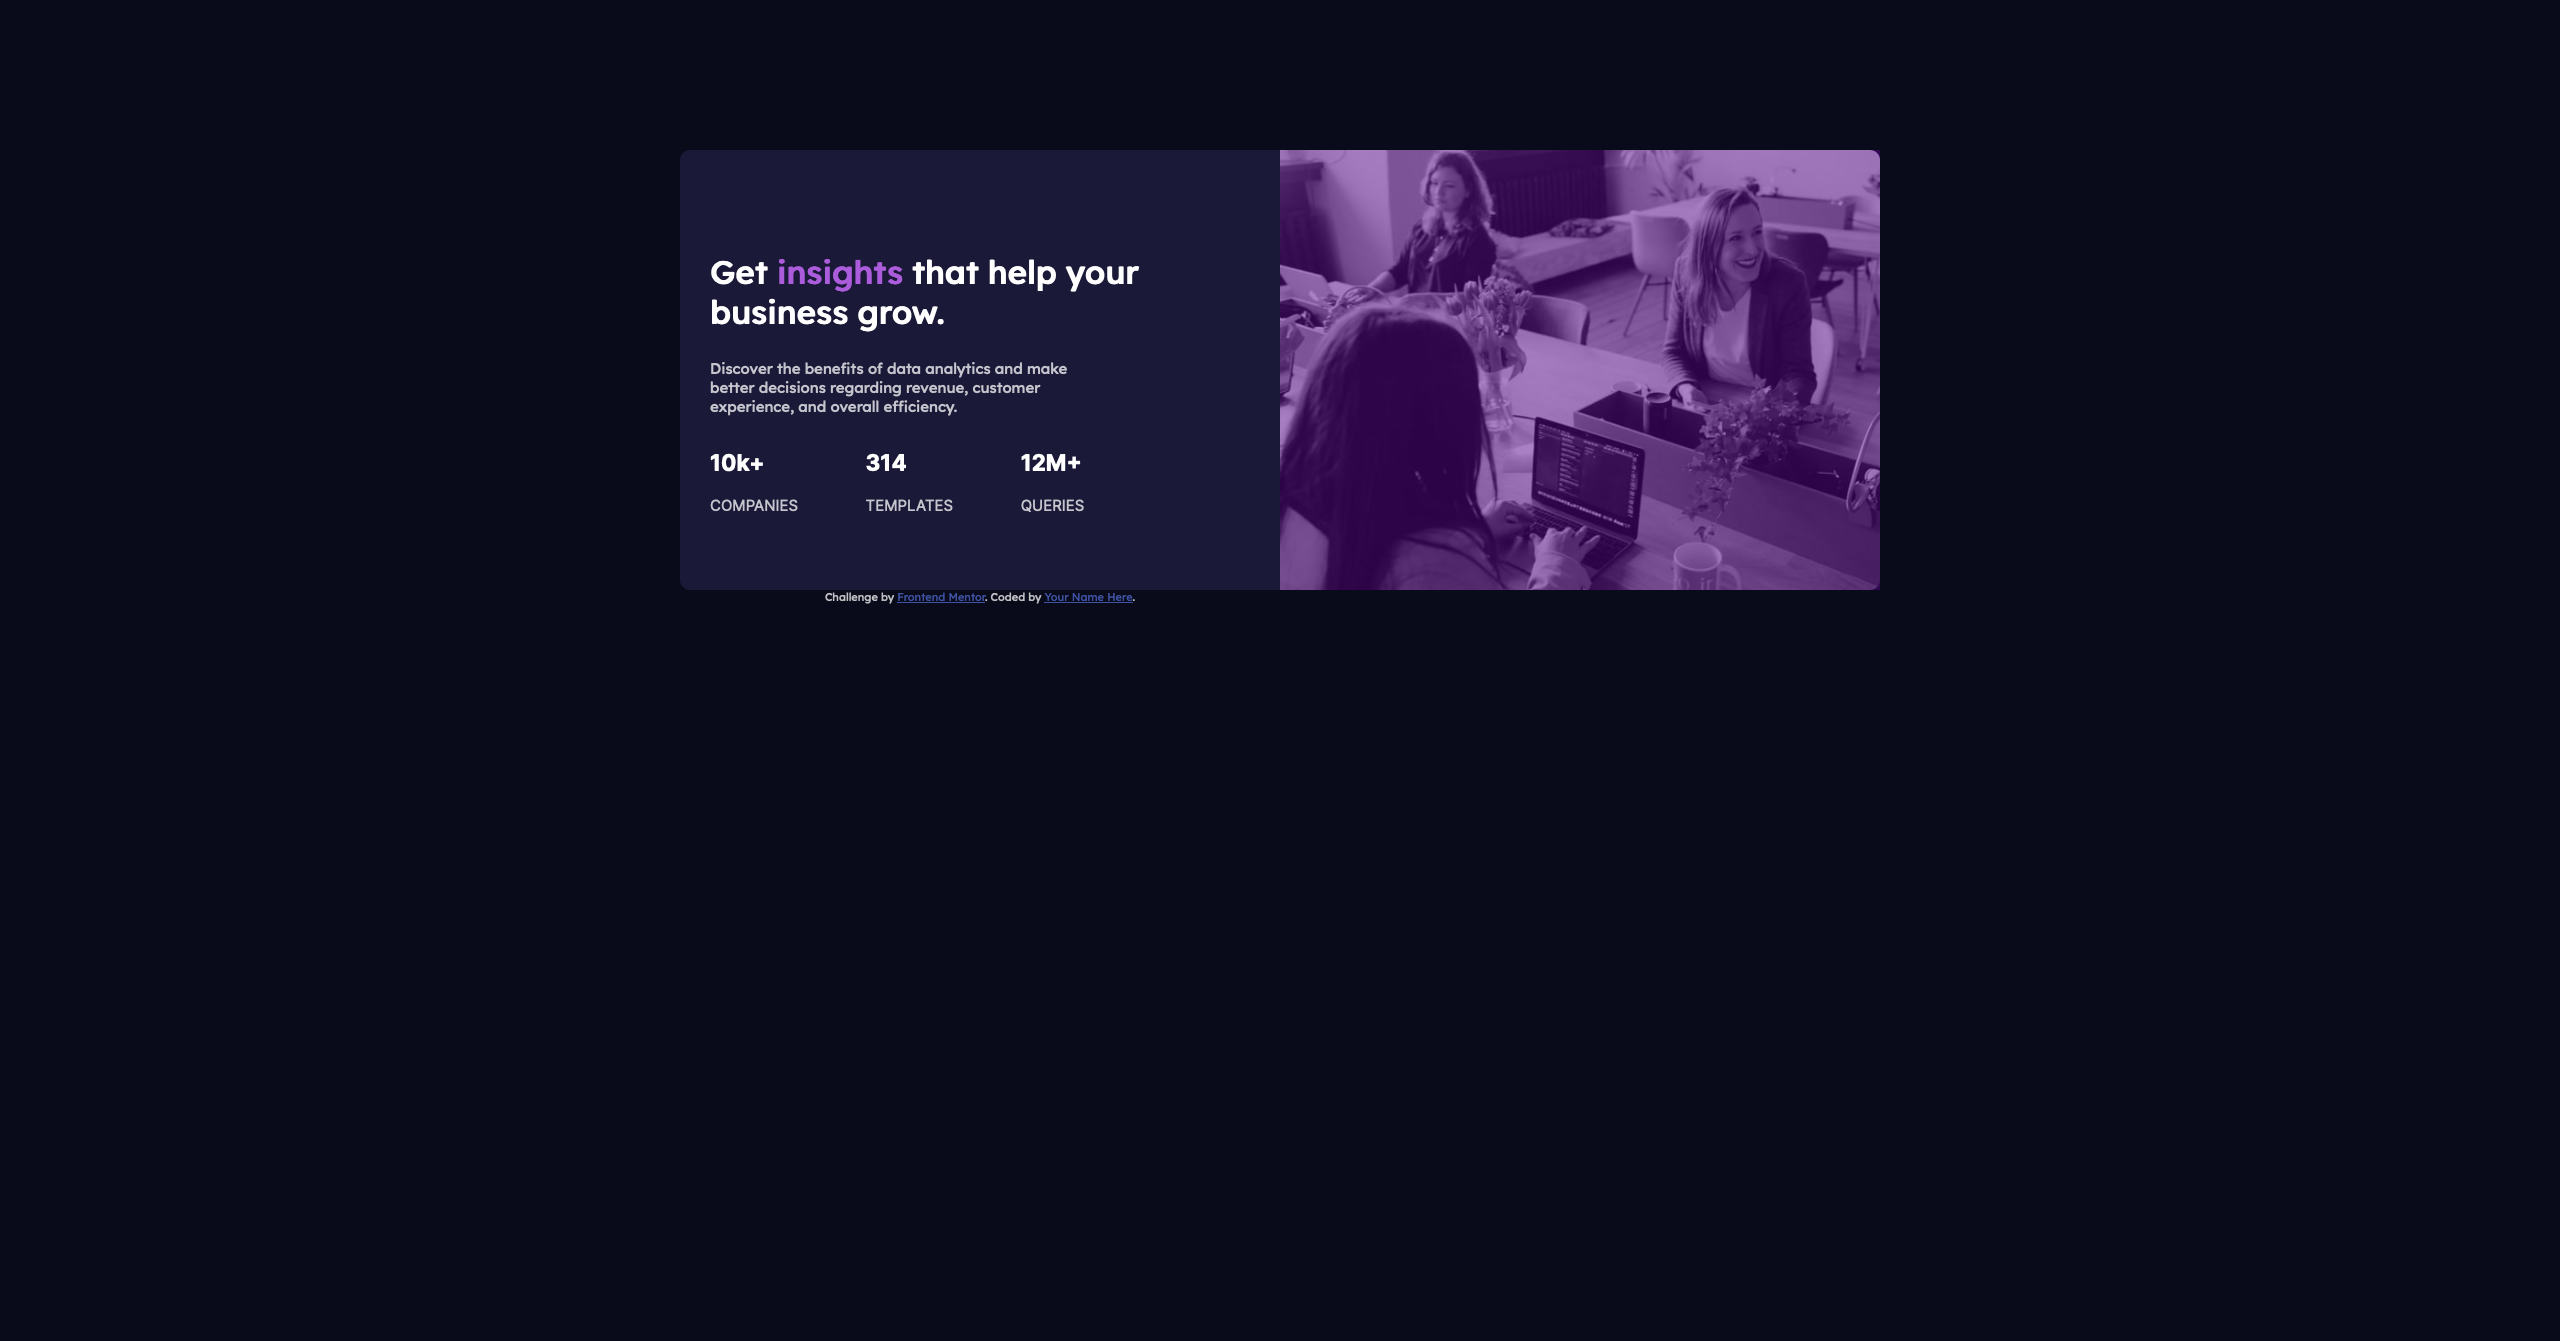 Get insights that help your
business grow.
Discover the benefits of data analytics and make
better decisions regarding revenue, customer
experience, and overall efficiency.
10k+ 314 12M+
COMPANIES TEMPLATES QUERIES
Challenge by Frontend Mentor. Coded by Your Name Here.